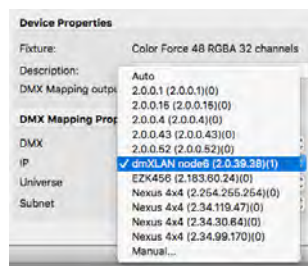 Device Properties
Fixture: Color Force 48 RGBA 32 channels
Description:
DMX Mapping outpu
DMX Mapping Prop
DMX
IP
Universe
Subnet
Auto
2.0.0.1 (2.0.0.1)(0)
2.0.0.15 (2.0.0.15)(0)
2.0.0.4 (2.0.0.4)(0)
2.0.0.43 (2.0.0.43)(0)
2.0.0.52 (2.0.0.52)(0)
✓ dmXLAN node6 (2.0.39.38)(1)
EZK456 (2.183.60.24)(0)
Nexus 4x4 (2.254.255.254)(0)
Nexus 4x4 (2.34.119.47)(0)
Nexus 4x4 (2.34.30.64)(0)
Nexus 4x4 (2.34.99.170)(0)
Manual...